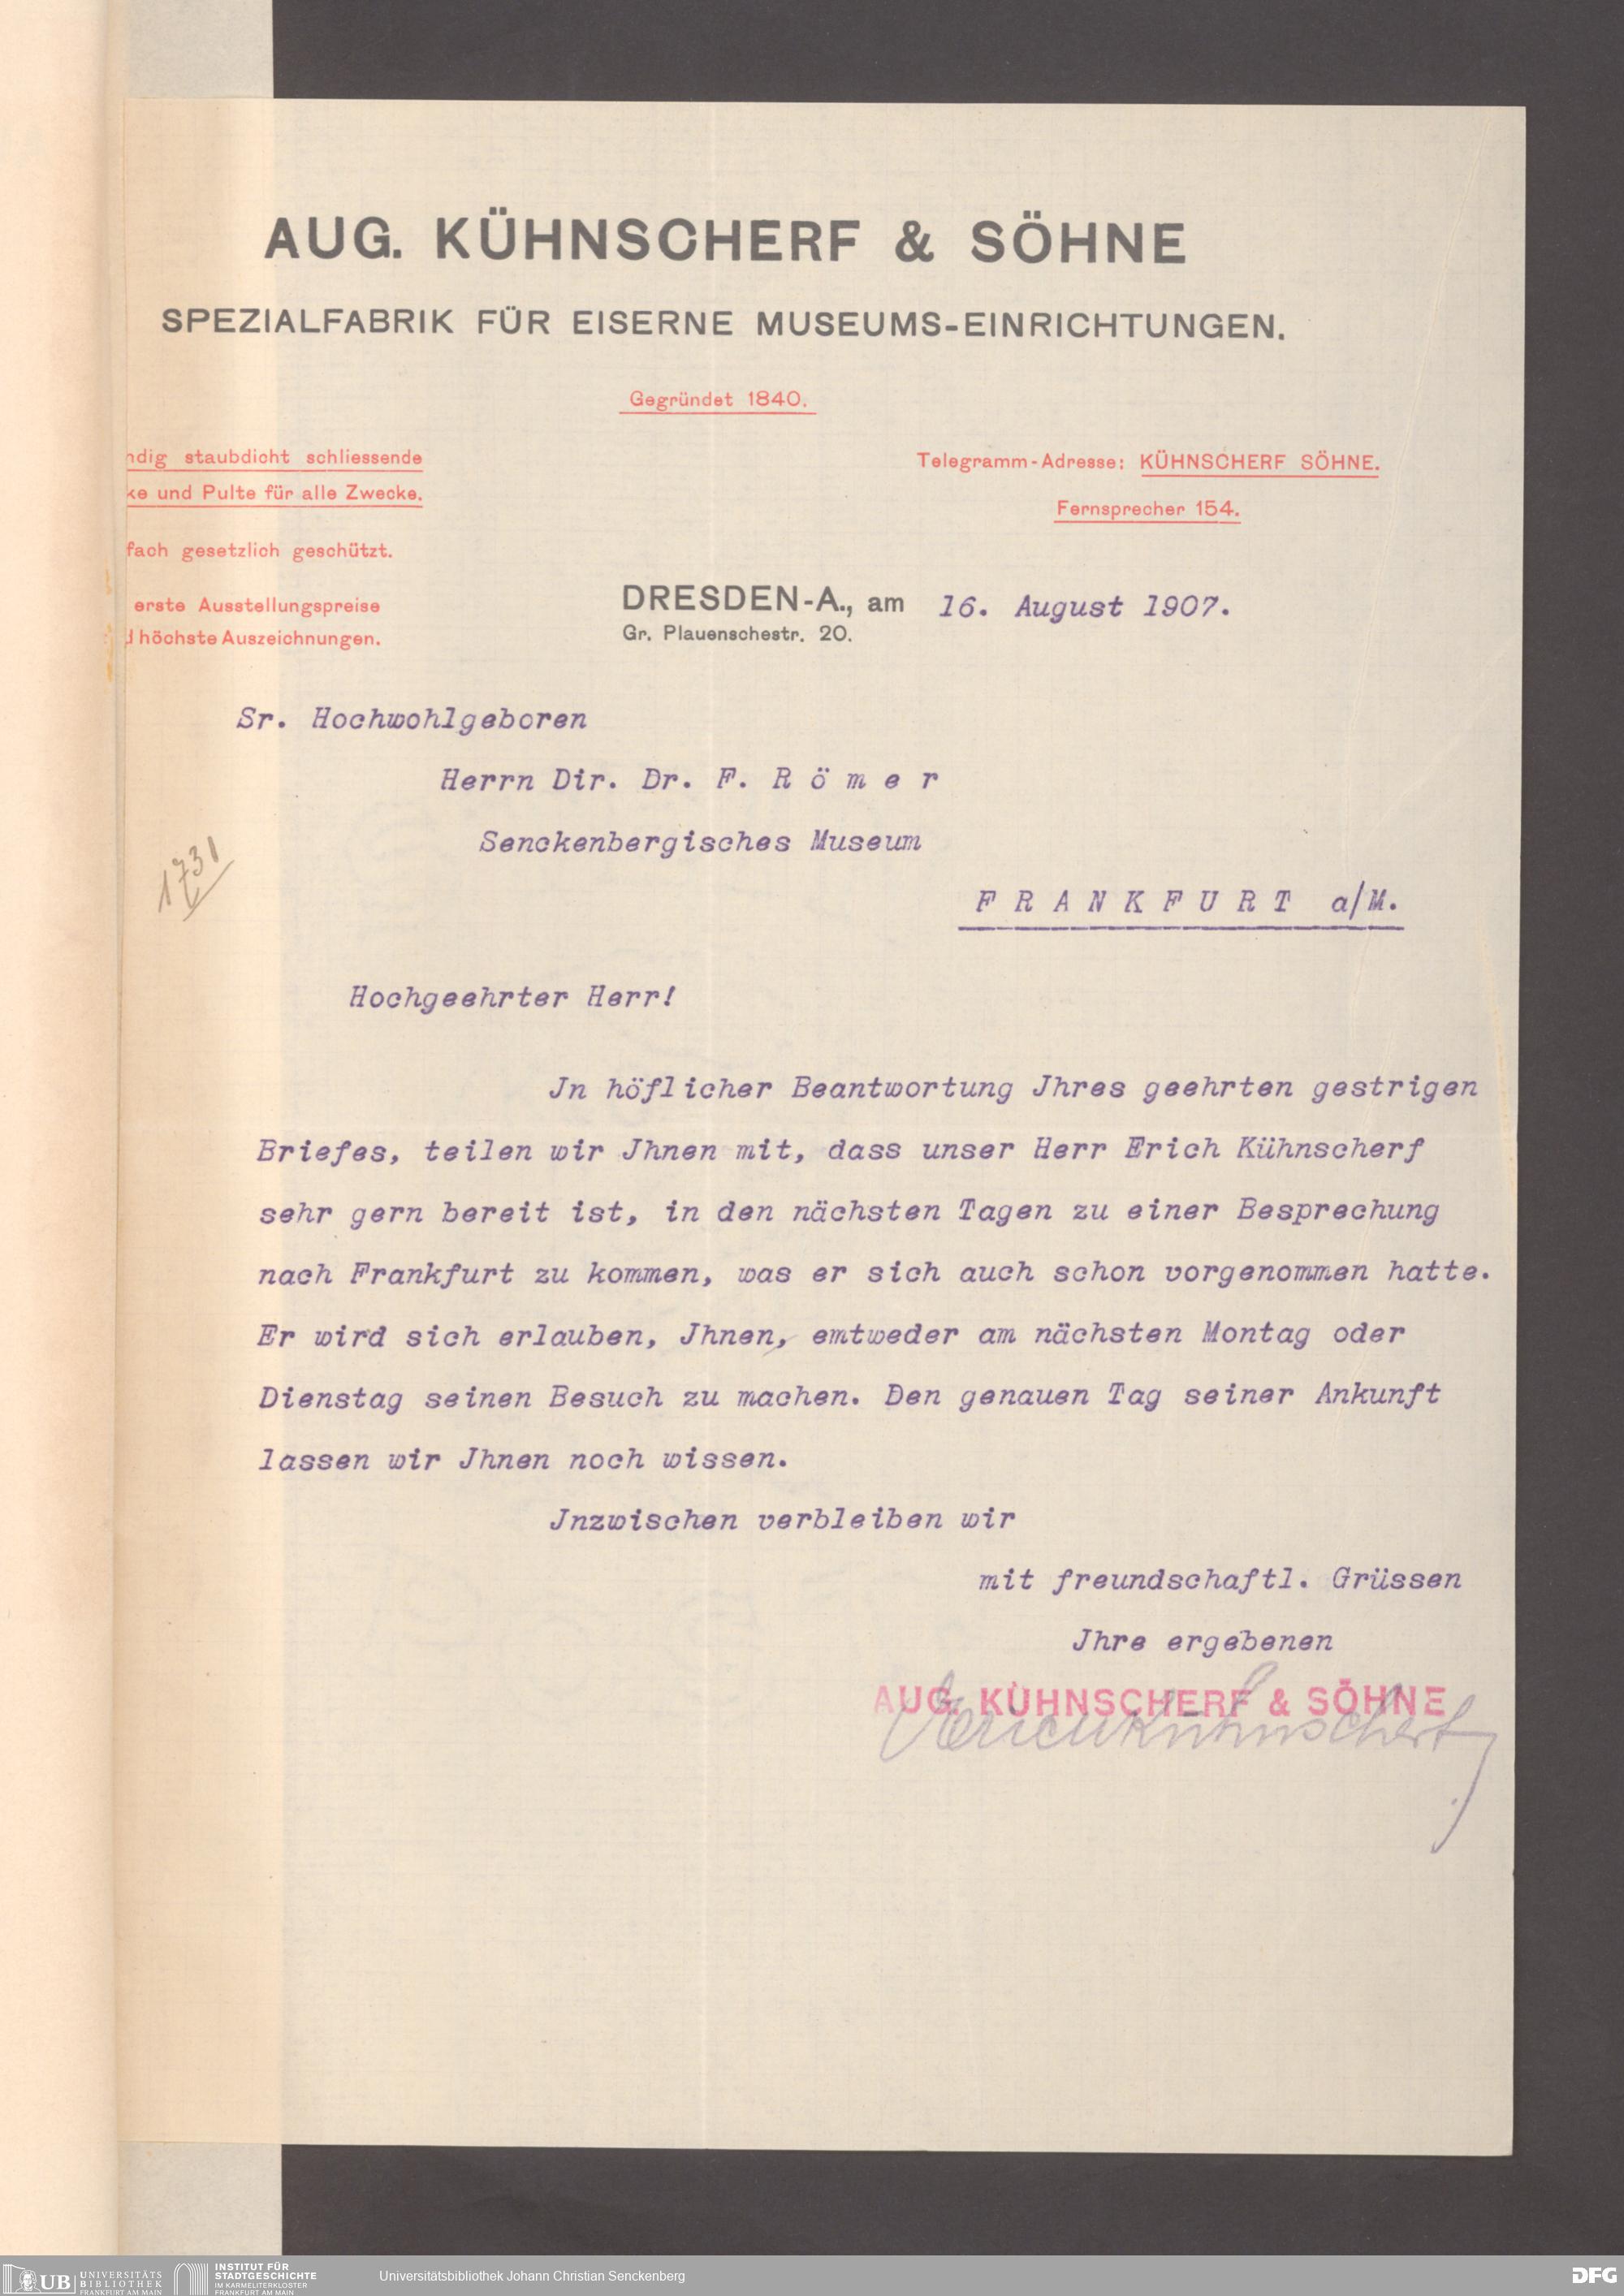 AUG. KÜHNSCHERF & SÖHNE
SPEZIALFABRIK FÜR EISERNE MUSEUMS-EINRICHTUNGEN.
Gegründet 1840.
ndig staubdicht schliessende
ke und Pulte für alle Zwecke.
fach gesetzlich geschützt.
erste Ausstellungspreise
d höchste Auszeichnungen.
Telegramm-Adresse: KÜHNSCHERF SÖHNE.
Fernsprecher 154.
DRESDEN-A., am 16. August 1907.
Gr. Plauenschestr. 20.
Sr. Hochwohlgeboren
Herrn Dir. Dr. F. R ö m e r
Senckenbergisches Museum
1731
F R A N K F U R T a/M.
Hochgeehrter Herr!
Jn höflicher Beantwortung Jhres geehrten gestrigen
Briefes, teilen wir Jhnen mit, dass unser Herr Erich Kühnscherf
sehr gern bereit ist, in den nächsten Tagen zu einer Besprechung
nach Frankfurt zu kommen, was er sich auch schon vorgenommen hatte.
Er wird sich erlauben, Jhnen, emtweder am nächsten Montag oder
Dienstag seinen Besuch zu machen. Den genauen Tag seiner Ankunft
lassen wir Jhnen noch wissen.
Jnzwischen verbleiben wir
mit freundschaftl. Grüssen
Jhre ergebenen
AUG. KÜHNSCHERF & SÖHNE
Erich Kühnscherf
UB UNIVERSITÄTS
BIBLIOTHEK
FRANKFURT AM MAIN
INSTITUT FÜR
STADTGESCHICHTE
IM KARMELITERKLOSTER
FRANKFURT AM MAIN
Universitätsbibliothek Johann Christian Senckenberg
DFG